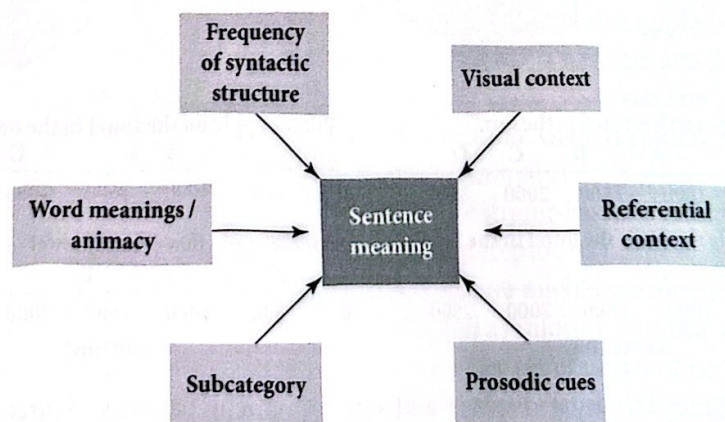 Frequency
of syntactic
structure
Visual context
Word meanings /
animacy
Sentence
meaning
Referential
context
Subcategory
Prosodic cues